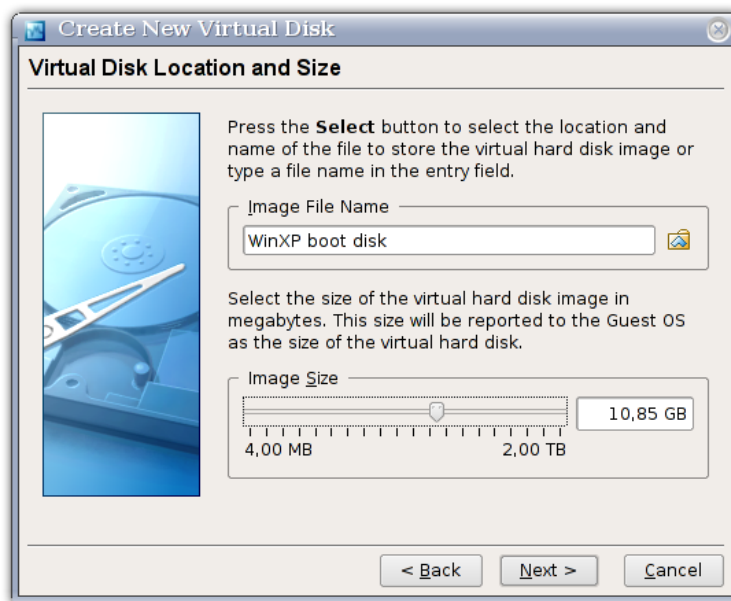 Create New Virtual Disk
Virtual Disk Location and Size
Press the Select button to select the location and
name of the file to store the virtual hard disk image or
type a file name in the entry field.
Image File Name
WinXP boot disk
Select the size of the virtual hard disk image in
megabytes. This size will be reported to the Guest OS
as the size of the virtual hard disk.
Image Size
10,85 GB
4,00 MB 2,00 TB
< Back Next > Cancel